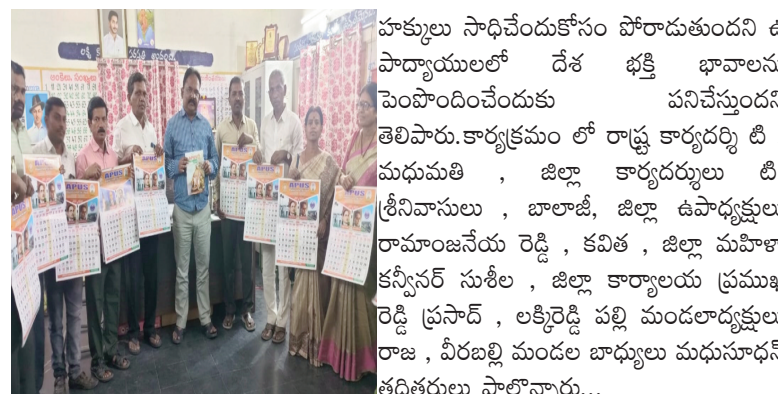 హక్కులు సాధిచేందుకోసం పోరాడుతుందని ఉ
పాద్యాయులలో దేశ భక్తి భావాలను
పెంపొందించేందుకు పనిచేస్తుందని
తెలిపారు.కార్యక్రమం లో రాష్ట్ర కార్యదర్శి టి
మధుమతి , జిల్లా కార్యదర్శులు టి
శ్రీనివాసులు , బాలాజీ, జిల్లా ఉపాధ్యక్షులు
రామాంజనేయ రెడ్డి , కవిత , జిల్లా మహిళా
కన్వీనర్ సుశీల , జిల్లా కార్యాలయ ప్రముఖ
రెడ్డి ప్రసాద్ , లక్కిరెడ్డి పల్లి మండలాద్యక్షులు
రాజ , వీరబల్లి మండల బాధ్యులు మధుసూధన్
తదితరులు పాల్గొన్నారు...
APUS